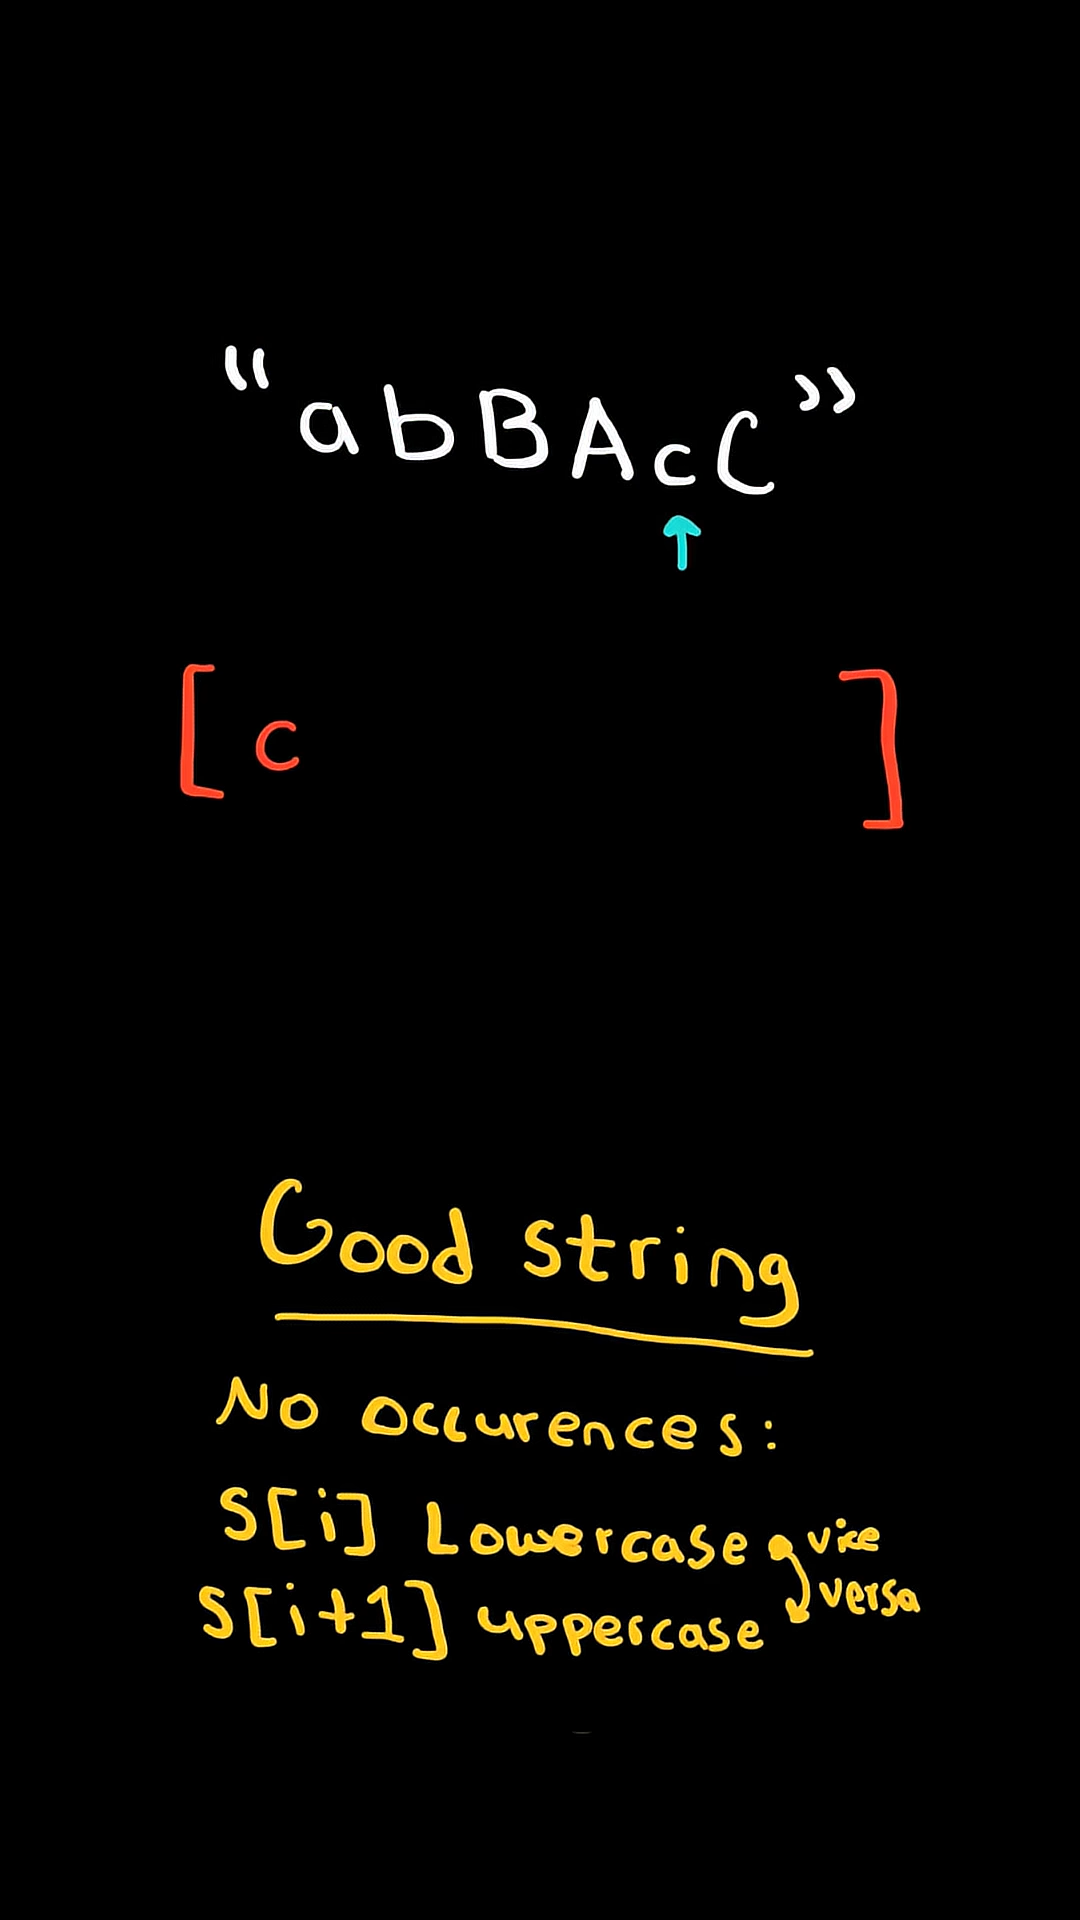 “abBAcC”
[c ]
Good string
No occurences:
S[i] Lowercase vice
S[i+1] uppercase versa